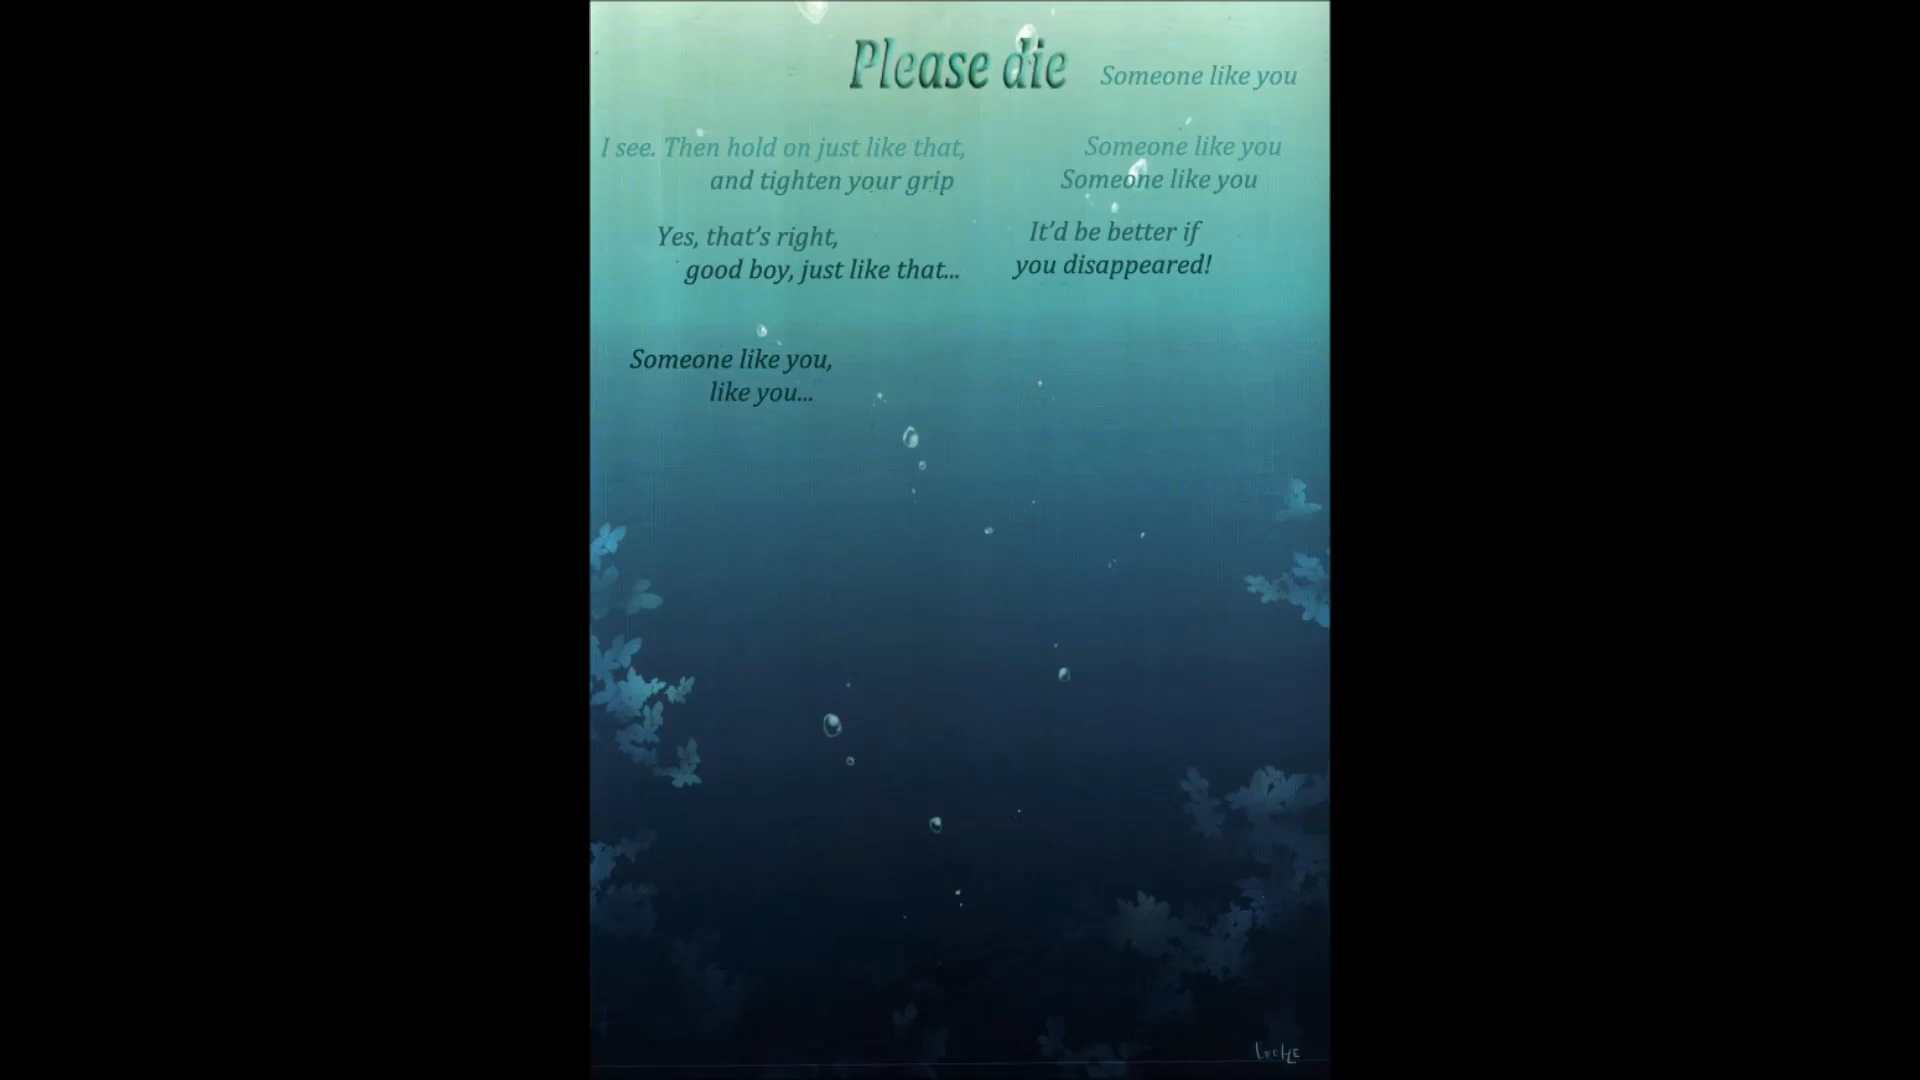 Please die
Someone like you
I see. Then hold on just like that,
and tighten your grip
Someone like you
Someone like you
Yes, that's right,
good boy, just like that...
It'd be better if
you disappeared!
Someone like you,
like you...